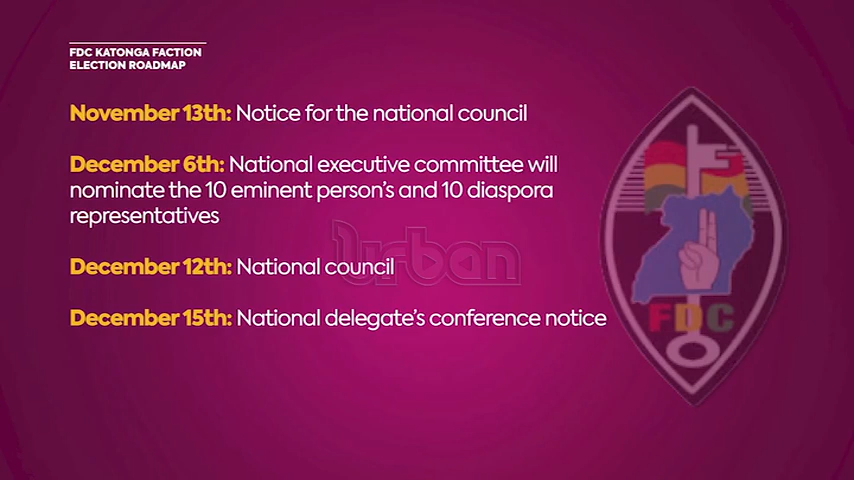 FDC KATONGA FACTION
ELECTION ROADMAP
November 13th: Notice for the national council
December 6th: National executive committee will
nominate the 10 eminent person's and 10 diaspora
representatives
urban
December 12th: National council
December 15th: National delegate's conference notice
FDC